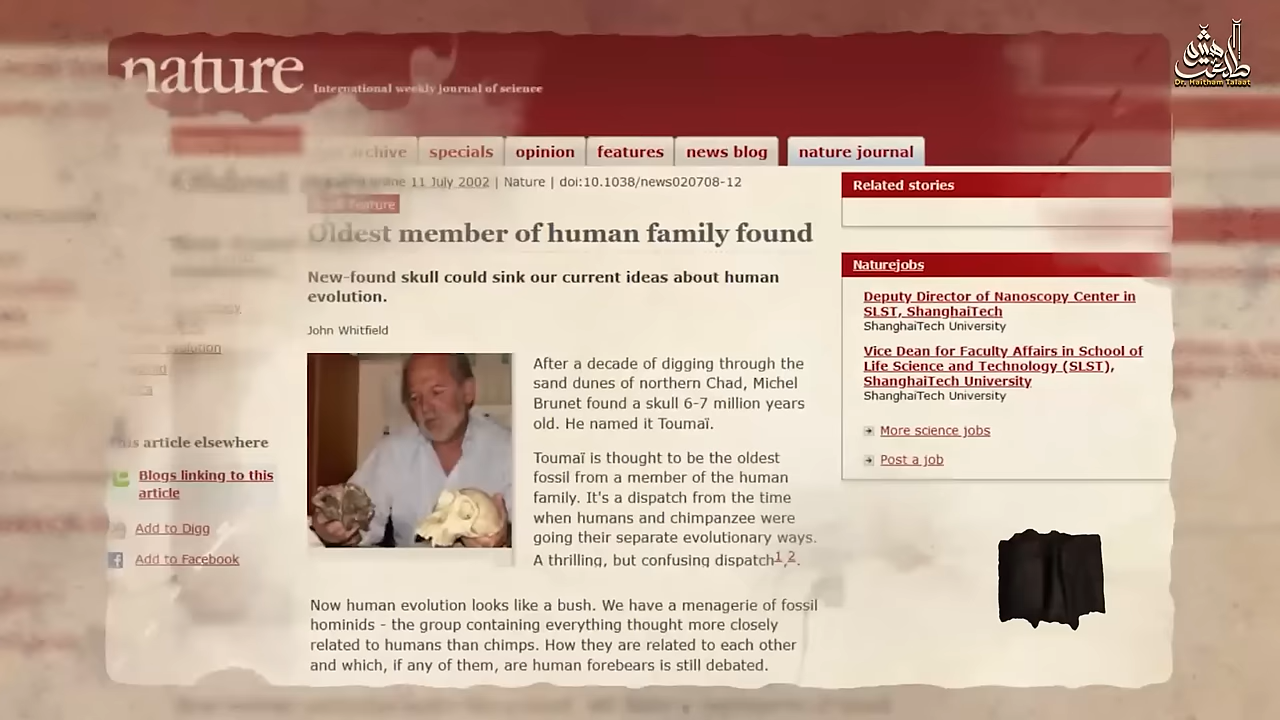 هيثم طلعت
Dr. Haitham Talaat
nature
International weekly journal of science
archive
specials
opinion
features
news blog
nature journal
11 July 2002 | Nature | doi:10.1038/news020708-12
Feature
Oldest member of human family found
New-found skull could sink our current ideas about human
evolution.
John Whitfield
After a decade of digging through the
sand dunes of northern Chad, Michel
Brunet found a skull 6-7 million years
old. He named it Toumaï.
Toumaï is thought to be the oldest
fossil from a member of the human
family. It's a dispatch from the time
when humans and chimpanzee were
going their separate evolutionary ways.
A thrilling, but confusing dispatch1,2.
Now human evolution looks like a bush. We have a menagerie of fossil
hominids - the group containing everything thought more closely
related to humans than chimps. How they are related to each other
and which, if any of them, are human forebears is still debated.
evolution
This article elsewhere
Blogs linking to this
article
Add to Digg
Add to Facebook
Related stories
Naturejobs
Deputy Director of Nanoscopy Center in
SLST, ShanghaiTech
ShanghaiTech University
Vice Dean for Faculty Affairs in School of
Life Science and Technology (SLST),
ShanghaiTech University
ShanghaiTech University
More science jobs
Post a job